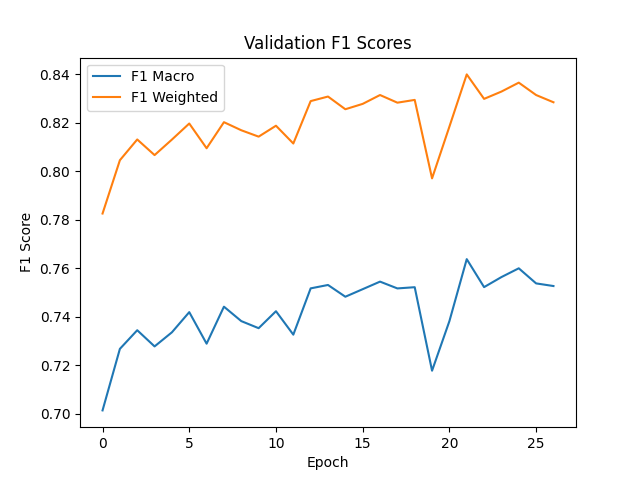 Validation F1 Scores
F1 Macro
F1 Weighted
0.84
0.82
0.80
0.78
0.76
0.74
0.72
0.70
F1 Score
0 5 10 15 20 25
Epoch